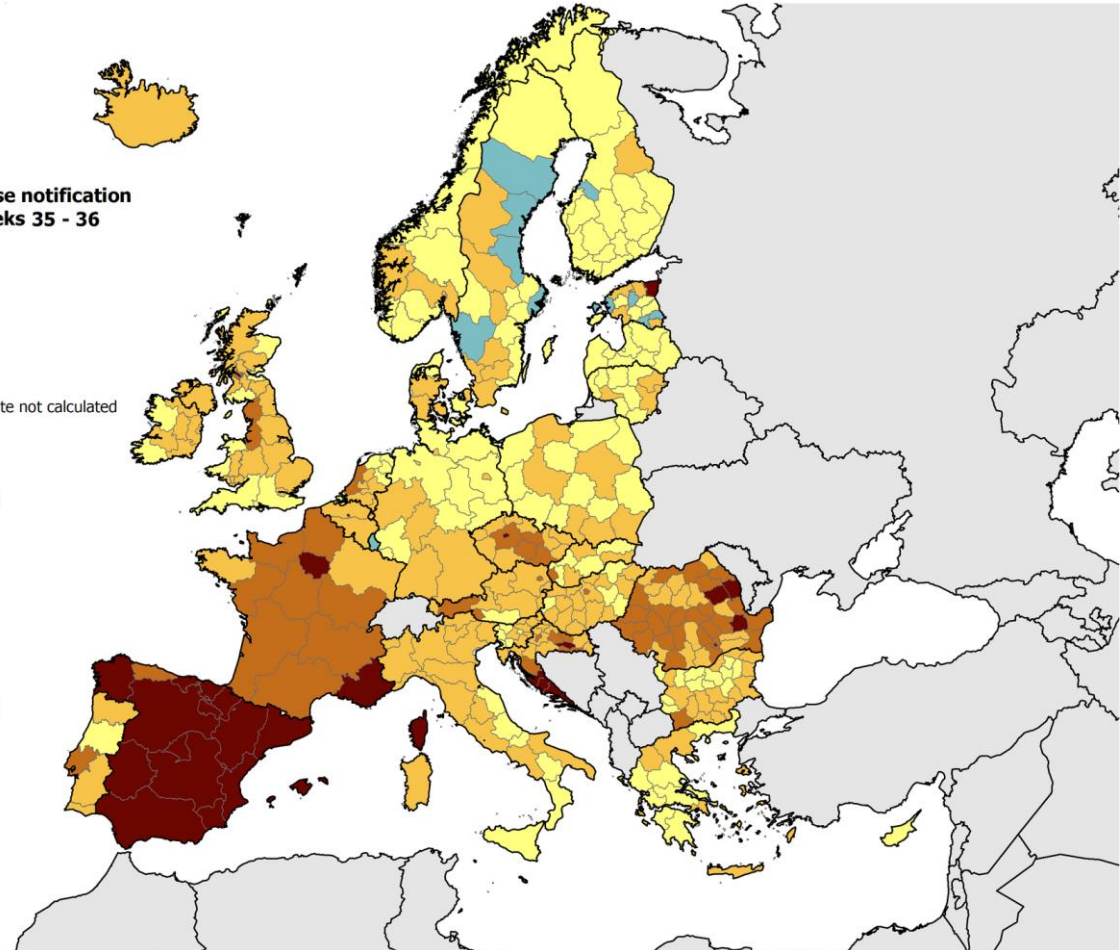 se notification
eks 35 - 36
te not calculated